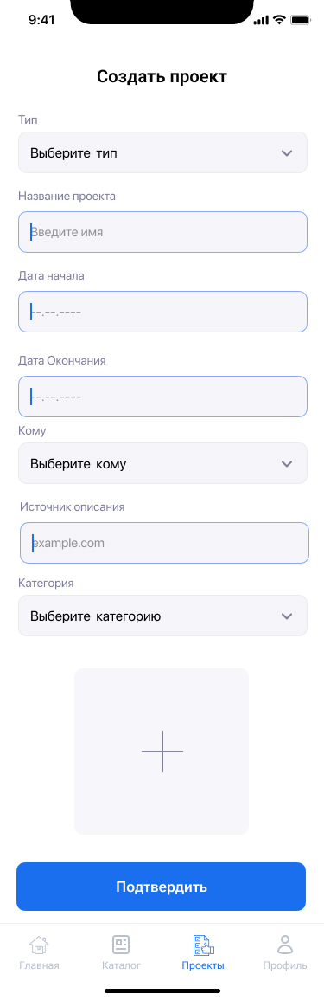 9:41
Создать проект
Тип
Выберите тип
Название проекта
Введите имя
Дата начала
--.--.----
Дата Окончания
--.--.----
Кому
Выберите кому
Источник описания
example.com
Категория
Выберите категорию
Подтвердить
Главная Каталог Проекты Профиль